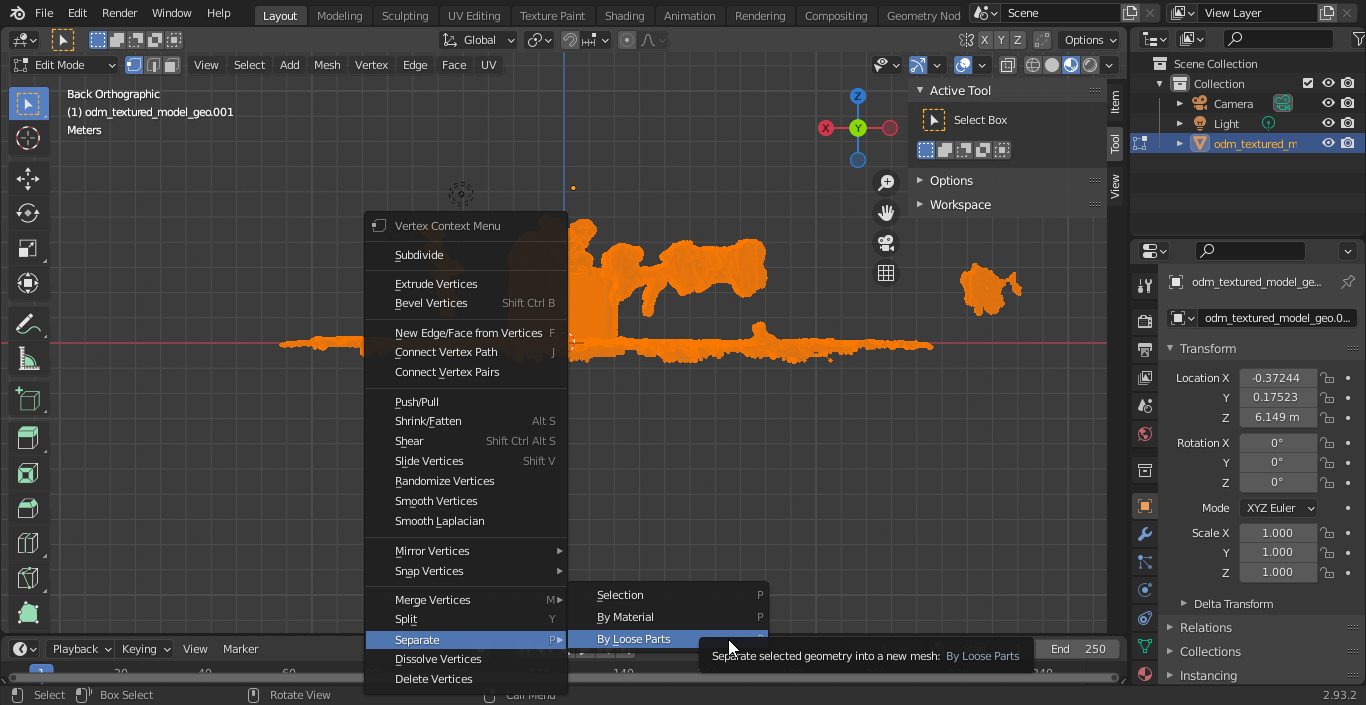 File Edit Render Window Help Layout Modeling Sculpting UV Editing Texture Paint Shading Animation Rendering Compositing Geometry Nod Scene View Layer
Global X Y Z Options
Edit Mode View Select Add Mesh Vertex Edge Face UV
Back Orthographic
(1) odm_textured_model_geo.001
Meters
Z
X
Y
Active Tool
Select Box
Options
Workspace
Item
Tool
View
Vertex Context Menu
Subdivide
Extrude Vertices
Bevel Vertices Shift Ctrl B
New Edge/Face from Vertices F
Connect Vertex Path J
Connect Vertex Pairs
Push/Pull
Shrink/Fatten Alt S
Shear Shift Ctrl Alt S
Slide Vertices Shift V
Randomize Vertices
Smooth Vertices
Smooth Laplacian
Mirror Vertices
Snap Vertices
Merge Vertices M
Split Y
Separate P
Dissolve Vertices
Delete Vertices
Selection P
By Material P
By Loose Parts
Separate selected geometry into a new mesh: By Loose Parts
Scene Collection
Collection
Camera
Light
odm_textured_m
odm_textured_model_ge...
odm_textured_model_geo.0...
Transform
Location X -0.37244
Y 0.17523
Z 6.149 m
Rotation X 0°
Y 0°
Z 0°
Mode XYZ Euler
Scale X 1.000
Y 1.000
Z 1.000
Delta Transform
Relations
Collections
Instancing
Playback Keying View Marker End 250
1
Select Box Select Rotate View Call Menu 2.93.2